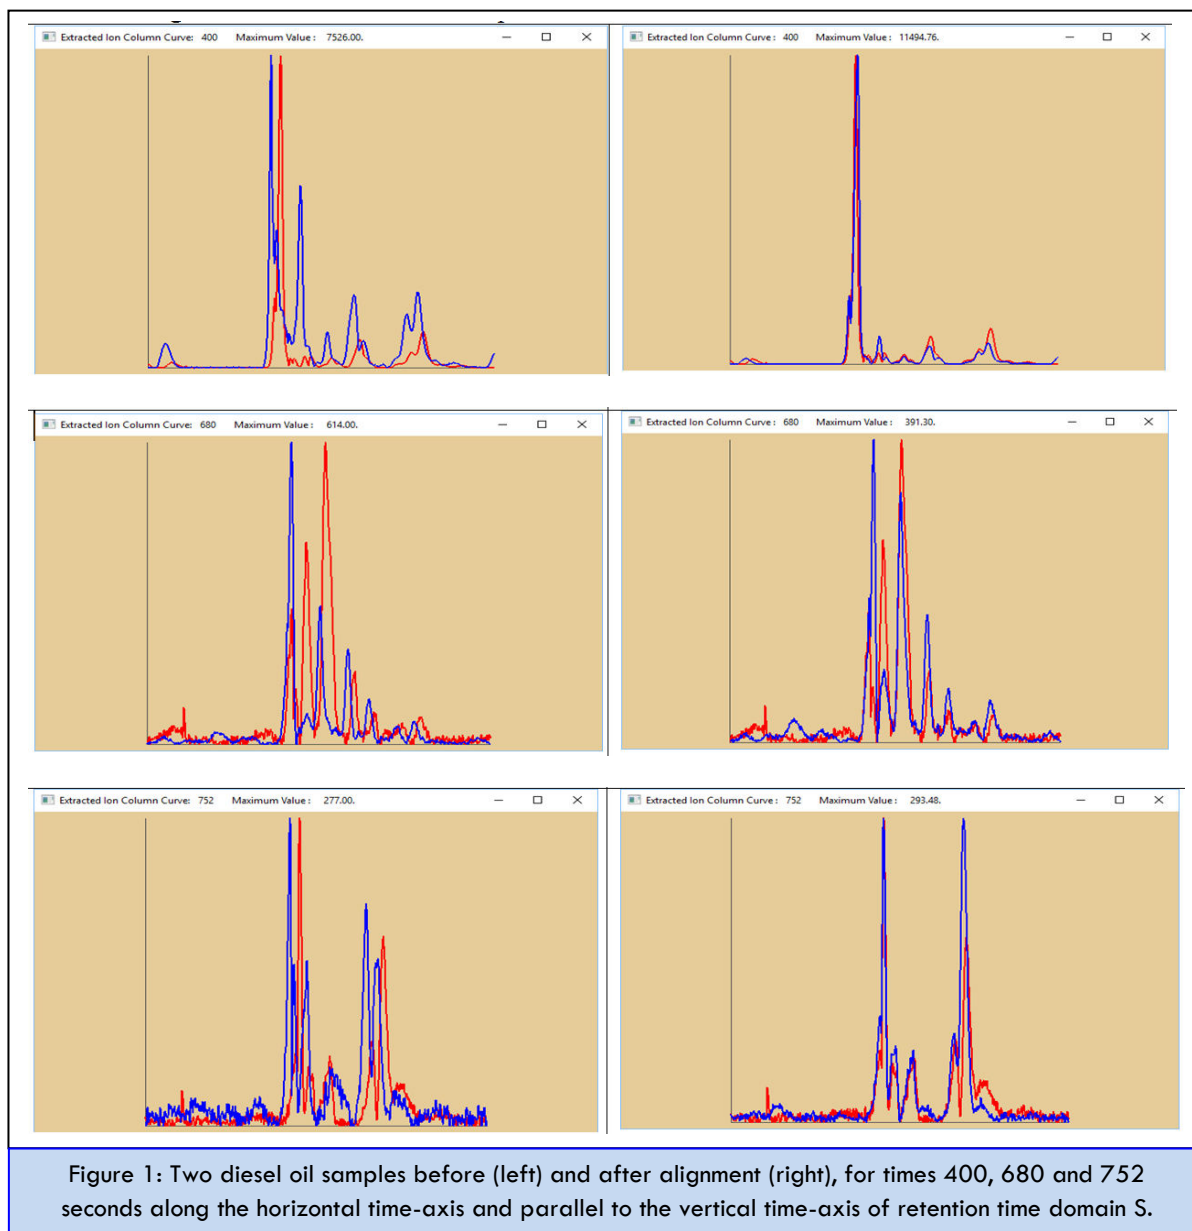 Extracted Ion Column Curve: 400 Maximum Value : 7526.00.
Extracted Ion Column Curve : 400 Maximum Value : 11494.76.
Extracted Ion Column Curve: 680 Maximum Value : 614.00.
Extracted Ion Column Curve : 680 Maximum Value : 391.30.
Extracted Ion Column Curve: 752 Maximum Value : 277.00.
Extracted Ion Column Curve : 752 Maximum Value : 293.48.
Figure 1: Two diesel oil samples before (left) and after alignment (right), for times 400, 680 and 752
seconds along the horizontal time-axis and parallel to the vertical time-axis of retention time domain S.